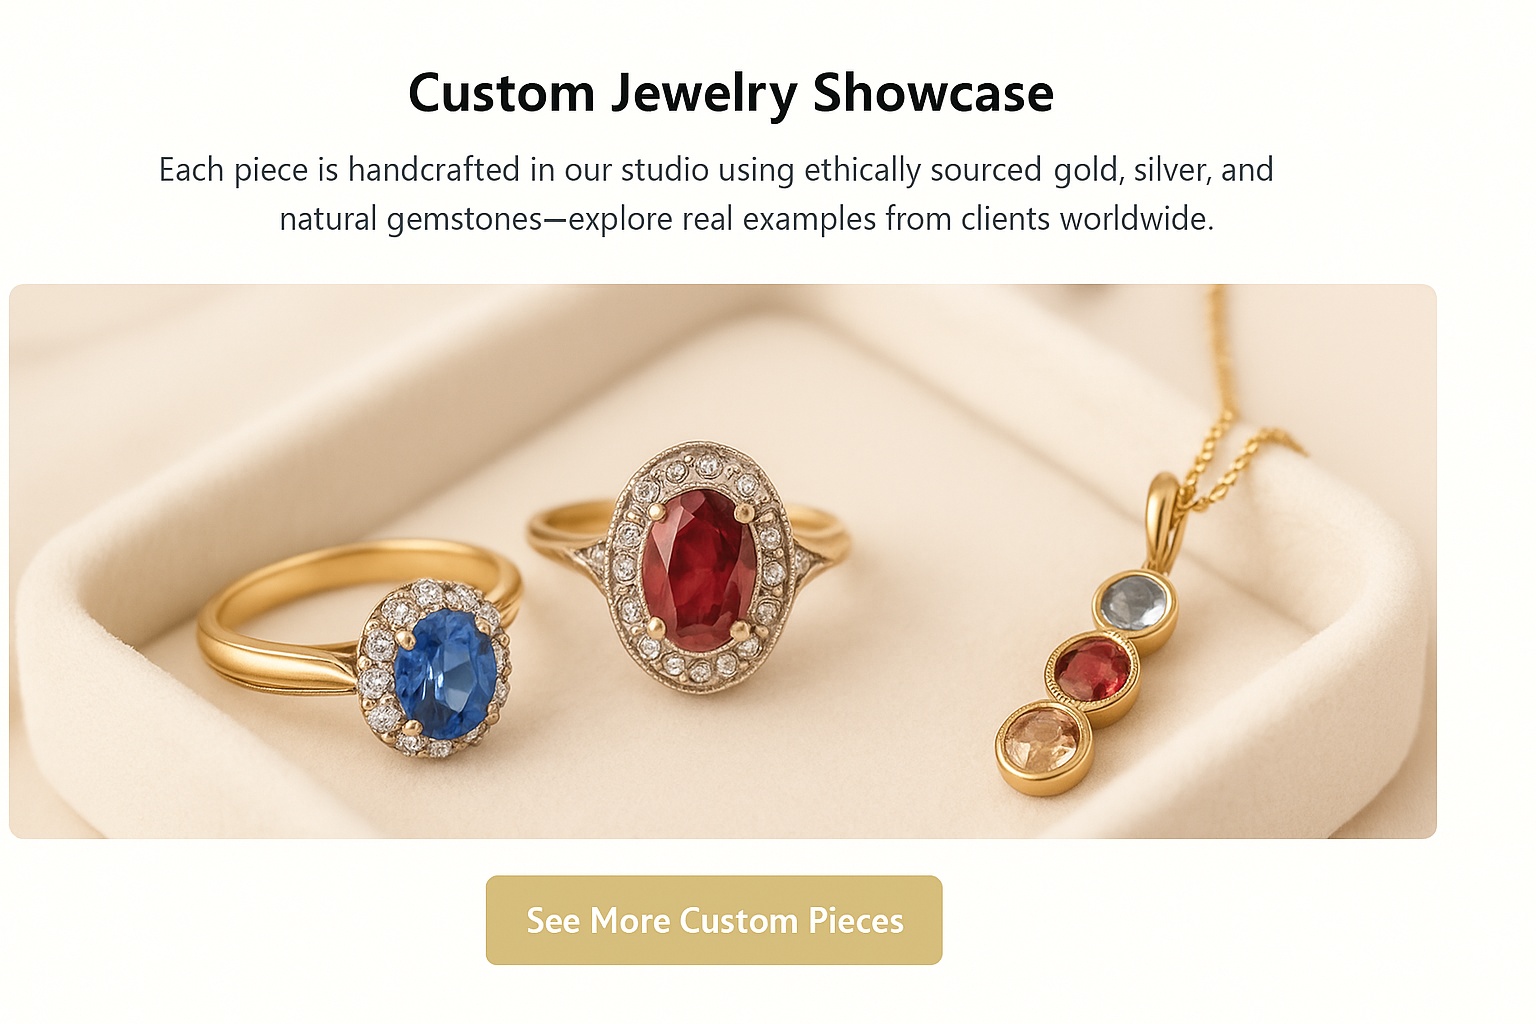 Custom Jewelry Showcase
Each piece is handcrafted in our studio using ethically sourced gold, silver, and
natural gemstones—explore real examples from clients worldwide.
See More Custom Pieces